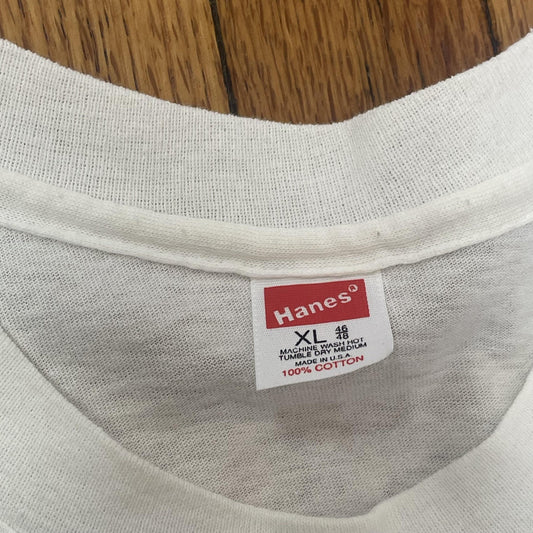 Hanes
XL 46/48
MACHINE WASH HOT
TUMBLE DRY MEDIUM
MADE IN U.S.A.
100% COTTON